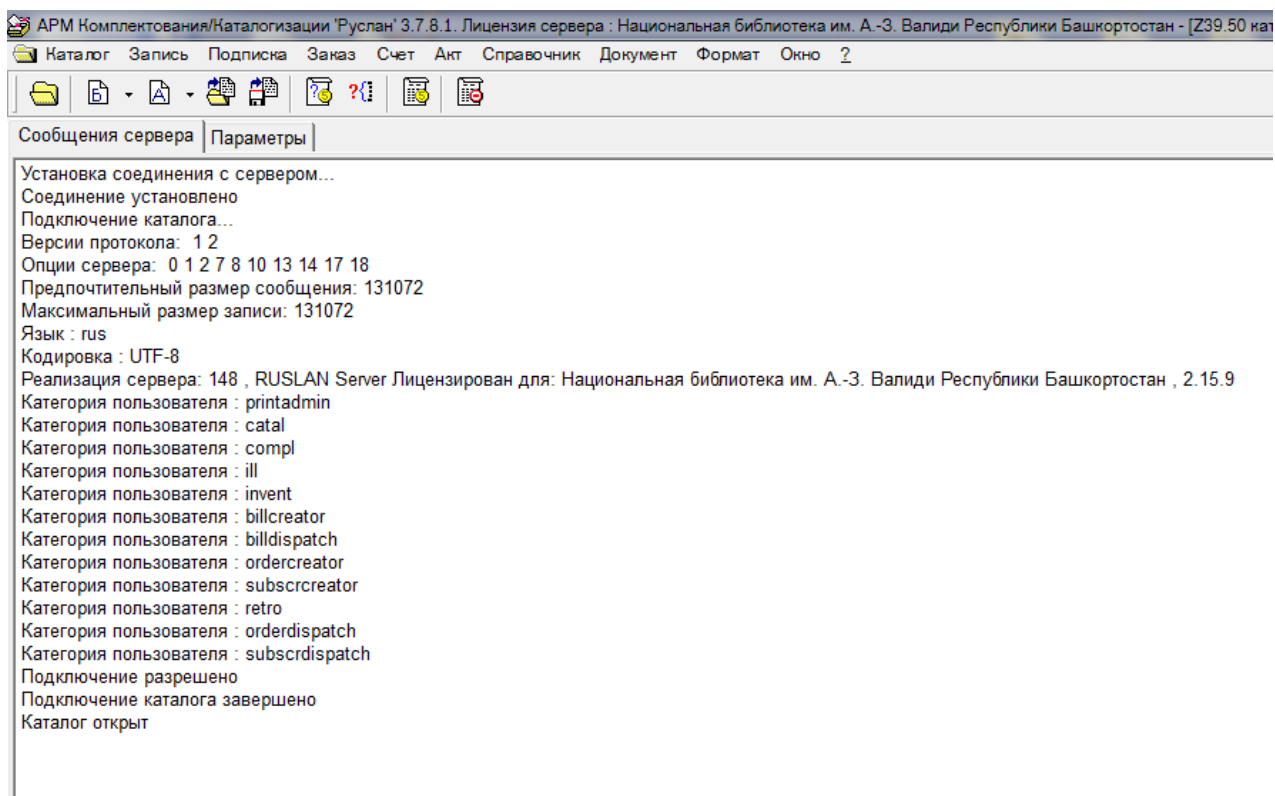 АРМ Комплектования/Каталогизации 'Руслан' 3.7.8.1. Лицензия сервера : Национальная библиотека им. А.-З. Валиди Республики Башкортостан - [Z39.50 кат
Каталог Запись Подписка Заказ Счет Акт Справочник Документ Формат Окно ?
Сообщения сервера Параметры
Установка соединения с сервером...
Соединение установлено
Подключение каталога...
Версии протокола: 1 2
Опции сервера: 0 1 2 7 8 10 13 14 17 18
Предпочтительный размер сообщения: 131072
Максимальный размер записи: 131072
Язык : rus
Кодировка : UTF-8
Реализация сервера: 148 , RUSLAN Server Лицензирован для: Национальная библиотека им. А.-З. Валиди Республики Башкортостан , 2.15.9
Категория пользователя : printadmin
Категория пользователя : catal
Категория пользователя : compl
Категория пользователя : ill
Категория пользователя : invent
Категория пользователя : billcreator
Категория пользователя : billdispatch
Категория пользователя : ordercreator
Категория пользователя : subscrcreator
Категория пользователя : retro
Категория пользователя : orderdispatch
Категория пользователя : subscrdispatch
Подключение разрешено
Подключение каталога завершено
Каталог открыт